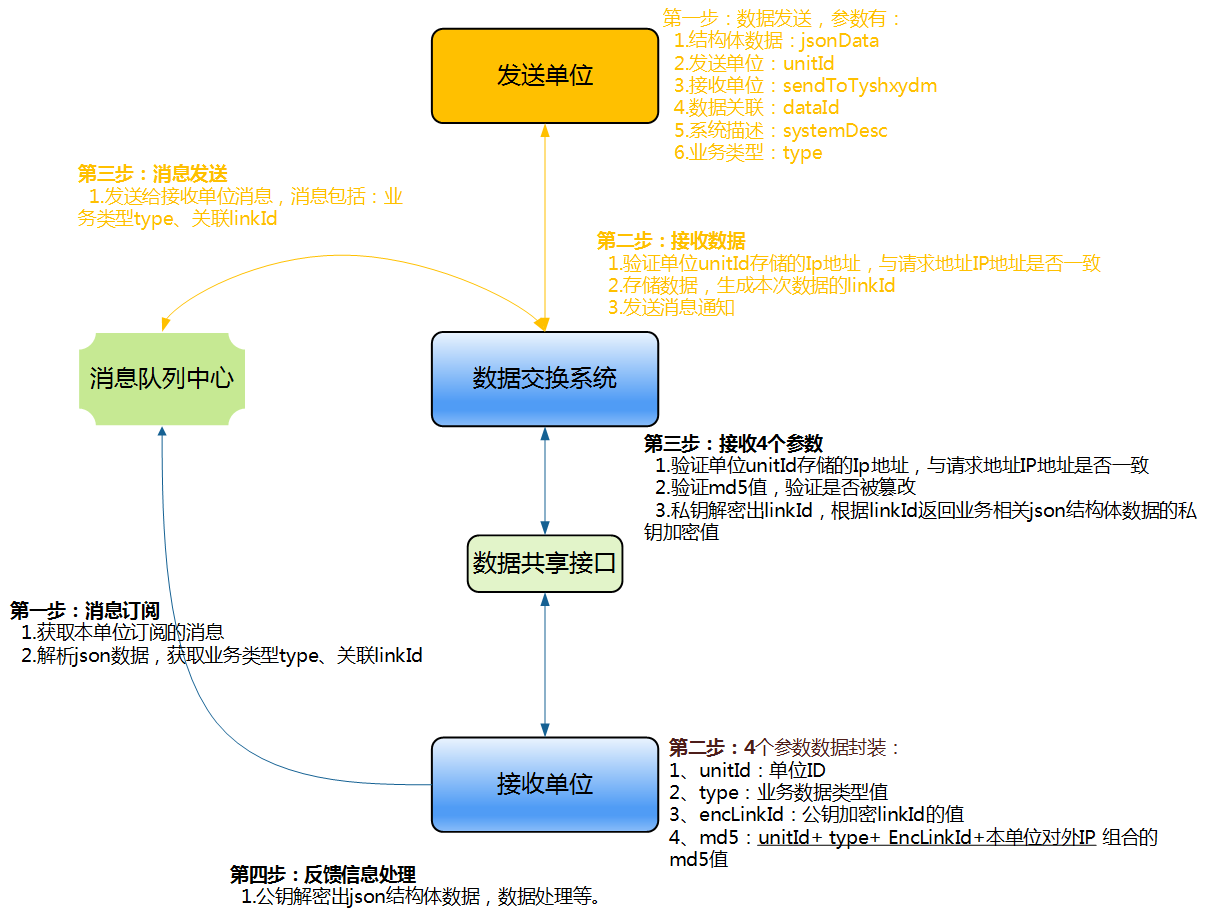 第一步：数据发送，参数有：
1.结构体数据：jsonData
2.发送单位：unitId
3.接收单位：sendToTyshxydm
4.数据关联：dataId
5.系统描述：systemDesc
6.业务类型：type
发送单位
第三步：消息发送
1.发送给接收单位消息，消息包括：业
务类型type、关联linkId
第二步：接收数据
1.验证单位unitId存储的Ip地址，与请求地址IP地址是否一致
2.存储数据，生成本次数据的linkId
3.发送消息通知
消息队列中心
数据交换系统
第三步：接收4个参数
1.验证单位unitId存储的Ip地址，与请求地址IP地址是否一致
2.验证md5值，验证是否被篡改
3.私钥解密出linkId，根据linkId返回业务相关json结构体数据的私
钥加密值
数据共享接口
第一步：消息订阅
1.获取本单位订阅的消息
2.解析json数据，获取业务类型type、关联linkId
接收单位
第二步：4个参数数据封装：
1、unitId：单位ID
2、type：业务数据类型值
3、encLinkId：公钥加密linkId的值
4、md5：unitId+ type+ EncLinkId+本单位对外IP 组合的
md5值
第四步：反馈信息处理
1.公钥解密出json结构体数据，数据处理等。